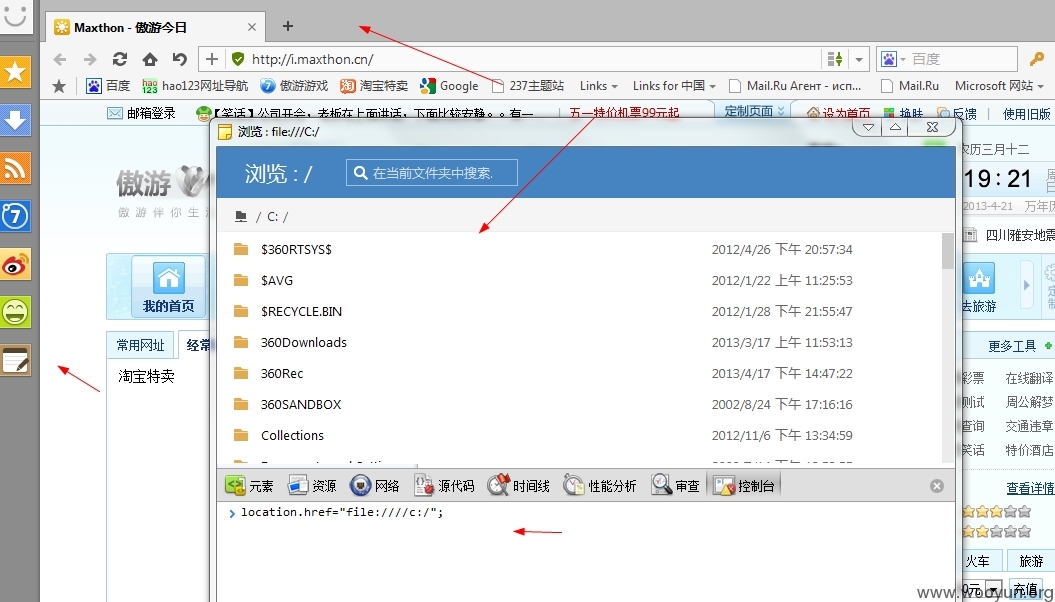 Maxthon - 傲游今日
http://i.maxthon.cn/
百度
百度
hao123网址导航
傲游游戏
淘宝特卖
Google
237主题站
Links
Links for 中国
Mail.Ru Агент - исп...
Mail.Ru
Microsoft 网站
邮箱登录
【笑话】公司开会，老板在上面讲话，下面比较安静。。有一
五一特价机票99元起
定制页面
设为首页
换肤
反馈
使用旧版
浏览 : file:///C:/
农历三月十二
浏览 : /
在当前文件夹中搜索.
傲游
傲 游 伴 你 生
19:21
2013-4-21
万年历
/ C: /
四川雅安地震
$360RTSYS$
2012/4/26 下午 20:57:34
$AVG
2012/1/22 上午 11:25:53
我的首页
去旅游
$RECYCLE.BIN
2012/1/28 下午 21:55:47
常用网址
经常
360Downloads
2013/3/17 上午 11:53:13
更多工具
淘宝特卖
360Rec
2013/4/17 下午 14:47:22
彩票
在线翻译
360SANDBOX
2002/8/24 下午 17:16:16
测试
周公解梦
查询
交通违章
Collections
2012/11/6 下午 13:34:59
笑话
特价酒店
元素
资源
网络
源代码
时间线
性能分析
审查
控制台
查看详情
location.href="file:////c:/";
火车
旅游
0元
充值
www.wooyun.org